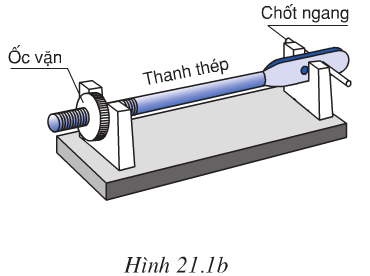 Chốt ngang
Ốc vặn
Thanh thép
Hình 21.1b